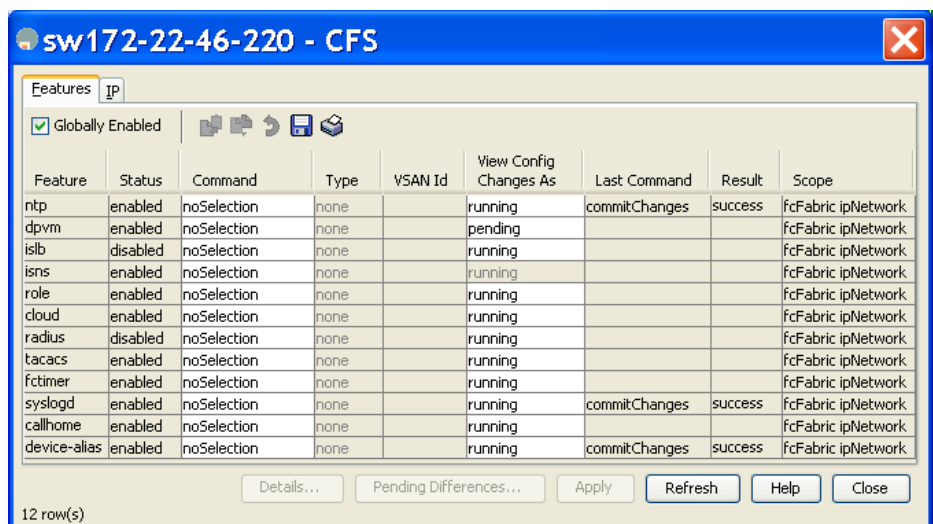 sw172-22-46-220 - CFS
Features IP
Globally Enabled
View Config
Feature Status Command Type VSAN Id Changes As Last Command Result Scope
ntp enabled noSelection none running commitChanges success fcFabric ipNetwork
dpvm enabled noSelection none pending fcFabric ipNetwork
islb disabled noSelection none running fcFabric ipNetwork
isns enabled noSelection none running fcFabric ipNetwork
role enabled noSelection none running fcFabric ipNetwork
cloud enabled noSelection none running fcFabric ipNetwork
radius disabled noSelection none running fcFabric ipNetwork
tacacs enabled noSelection none running fcFabric ipNetwork
fctimer enabled noSelection none running fcFabric ipNetwork
syslogd enabled noSelection none running commitChanges success fcFabric ipNetwork
callhome enabled noSelection none running fcFabric ipNetwork
device-alias enabled noSelection none running commitChanges success fcFabric ipNetwork
Details... Pending Differences... Apply Refresh Help Close
12 row(s)